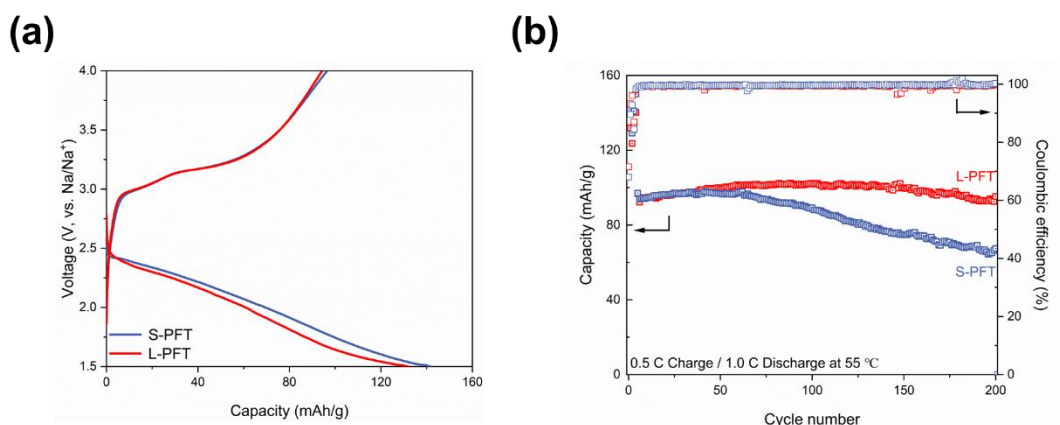 (a)
Voltage (V, vs. Na/Na⁺)
4.0
3.5
3.0
2.5
2.0
1.5
S-PFT
L-PFT
0 40 80 120 160
Capacity (mAh/g)
(b)
Capacity (mAh/g)
160
120
80
40
0
L-PFT
S-PFT
0.5 C Charge / 1.0 C Discharge at 55 ℃
0 50 100 150 200
Cycle number
100
80
60
40
20
0
Coulombic efficiency (%)